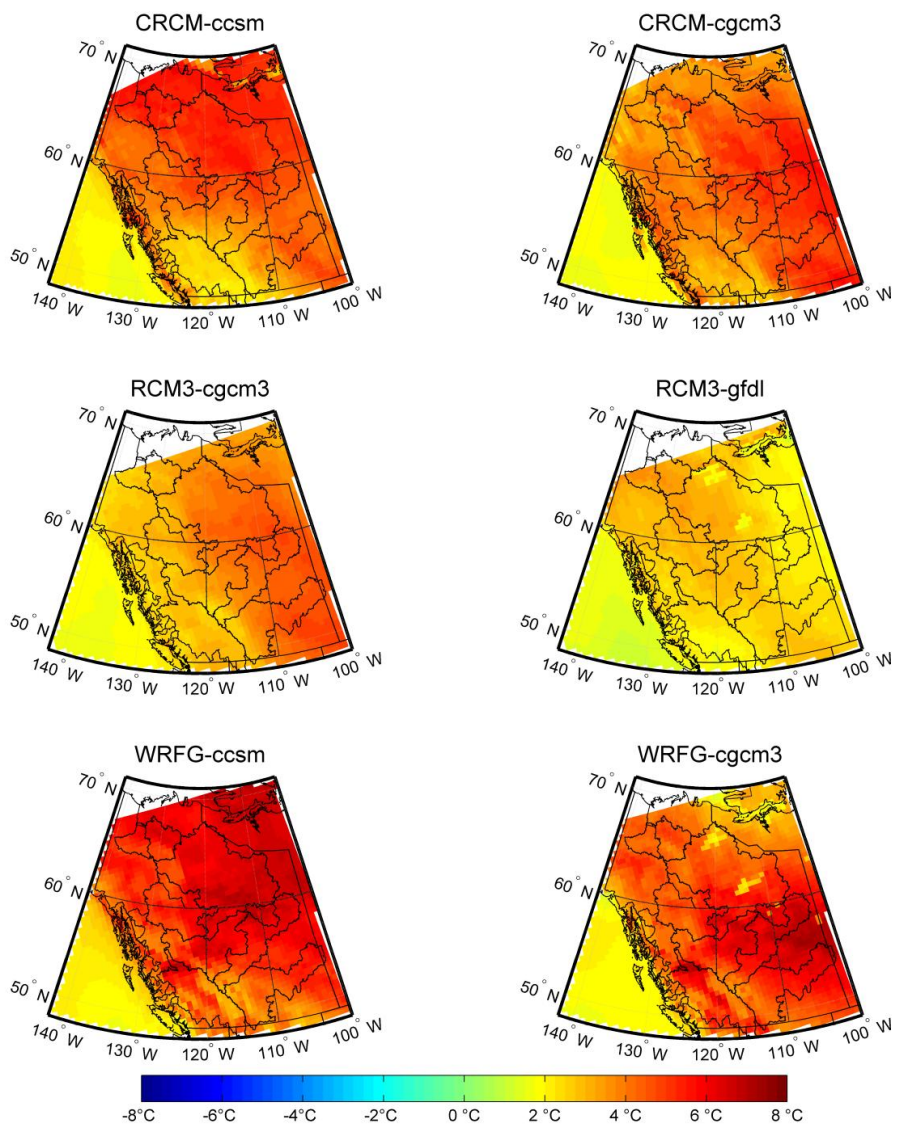 CRCM-ccsm
CRCM-cgcm3
70° N
60° N
50° N
140° W
130° W
120° W
110° W
100° W
70° N
60° N
50° N
140° W
130° W
120° W
110° W
100° W
RCM3-cgcm3
RCM3-gfdl
70° N
60° N
50° N
140° W
130° W
120° W
110° W
100° W
70° N
60° N
50° N
140° W
130° W
120° W
110° W
100° W
WRFG-ccsm
WRFG-cgcm3
70° N
60° N
50° N
140° W
130° W
120° W
110° W
100° W
70° N
60° N
50° N
140° W
130° W
120° W
110° W
100° W
-8 °C -6 °C -4 °C -2 °C 0 °C 2 °C 4 °C 6 °C 8 °C